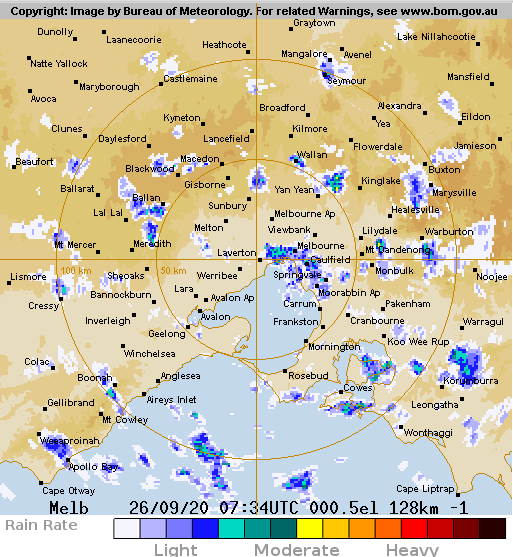 Copyright: Image by Bureau of Meteorology. For related Warnings, see www.bom.gov.au
Graytown
Dunolly
Laanecoorie
Lake Nillahcootie
Heathcote
Mangalore
Avenel
Natte Yallock
Castlemaine
Seymour
Mansfield
Maryborough
Avoca
Broadford
Alexandra
Kyneton
Yea
Eildon
Clunes
Kilmore
Daylesford
Lancefield
Flowerdale
Jamieson
Beaufort
Macedon
Wallan
Blackwood
Buxton
Ballarat
Gisborne
Yan Yean
Kinglake
Marysville
Ballan
Sunbury
Lal Lal
Melbourne Ap
Healesville
Melton
Viewbank
Lilydale
Warburton
Mt Mercer
Meredith
Laverton
Melbourne
Mt Dandenong
Caulfield
100 km
50 km
Lismore
Sheoaks
Werribee
Springvale
Monbulk
Noojee
Bannockburn
Lara
Moorabbin Ap
Cressy
Avalon Ap
Carrum
Pakenham
Inverleigh
Avalon
Frankston
Cranbourne
Warragul
Geelong
Koo Wee Rup
Winchelsea
Mornington
Colac
Boonah
Anglesea
Rosebud
Korumburra
Cowes
Gellibrand
Aireys Inlet
Leongatha
Mt Cowley
Weeaproinah
Wonthaggi
Apollo Bay
Cape Otway
Cape Liptrap
Melb 26/09/20 07:34UTC 000.5el 128km -1
Rain Rate
Light Moderate Heavy